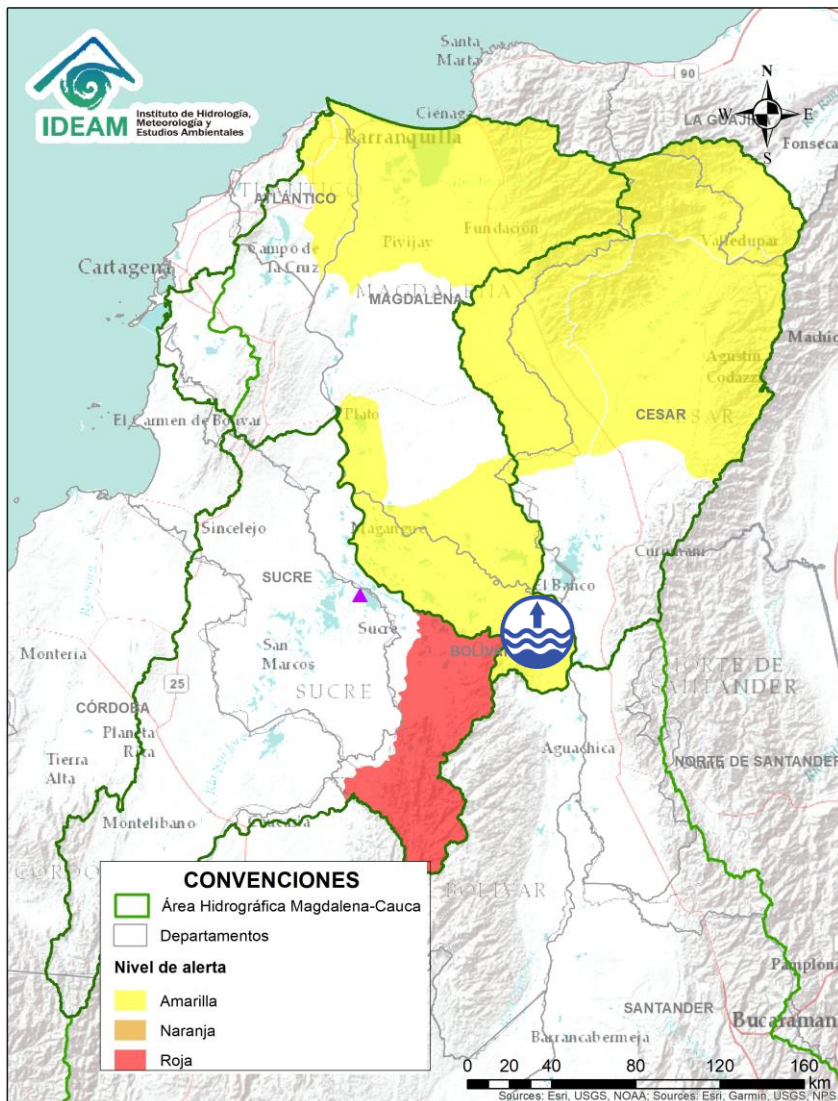 IDEAM
Instituto de Hidrología,
Meteorología y
Estudios Ambientales
N
W
E
S
Santa
Marta
90
LA GUAJI
Ciénaga
Fonseca
Barranquilla
ATLÁNTICO
ATLÁNTICO
Pivijay
Fundación
Valledupar
Cartagena
Campo de
la Cruz
MAGDALENA
MAGDALENA
Agustín
Codazzi
CESAR
El Carmen de Bolívar
Plato
Sincelejo
Magangué
Curumaní
SUCRE
El Banco
Sucre
San
Marcos
BOLÍVAR
Montería
SUCRE
25
NORTE DE
SANTANDER
CÓRDOBA
Planeta
Rica
Tierra
Alta
Aguachica
NORTE DE SANTANDER
Montelíbano
BOLÍVAR
CONVENCIONES
Área Hidrográfica Magdalena-Cauca
Departamentos
Nivel de alerta
Amarilla
Naranja
Roja
Pamplona
SANTANDER
Bucaraman
Barrancabermeja
0 20 40 80 120 160
km
Sources: Esri, USGS, NOAA; Sources: Esri, Garmin, USGS, NPS